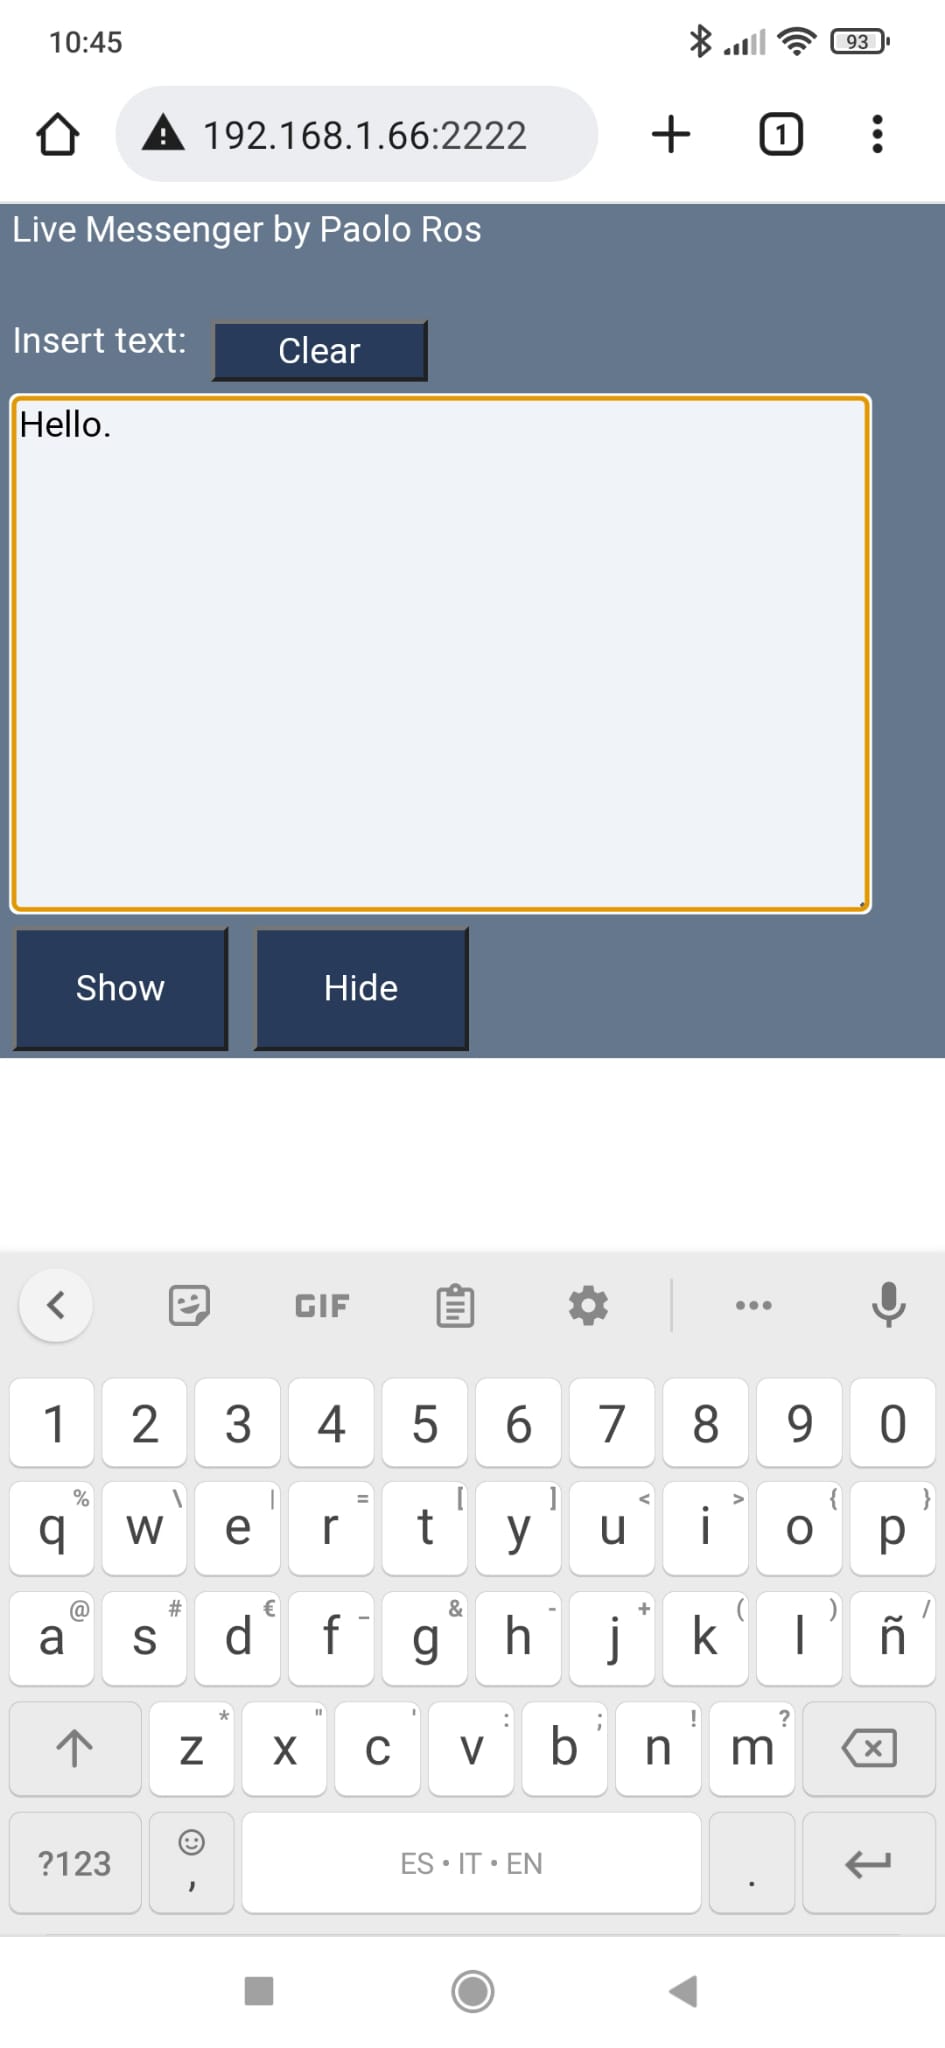 10:45 93
192.168.1.66:2222 1
Live Messenger by Paolo Ros
Insert text: Clear
Hello.
Show Hide
GIF
1 2 3 4 5 6 7 8 9 0
% \ | = [ ] < > { }
q w e r t y u i o p
@ # € _ & - + ( ) /
a s d f g h j k l ñ
* " ' : ; ! ?
z x c v b n m
?123 , ES • IT • EN .